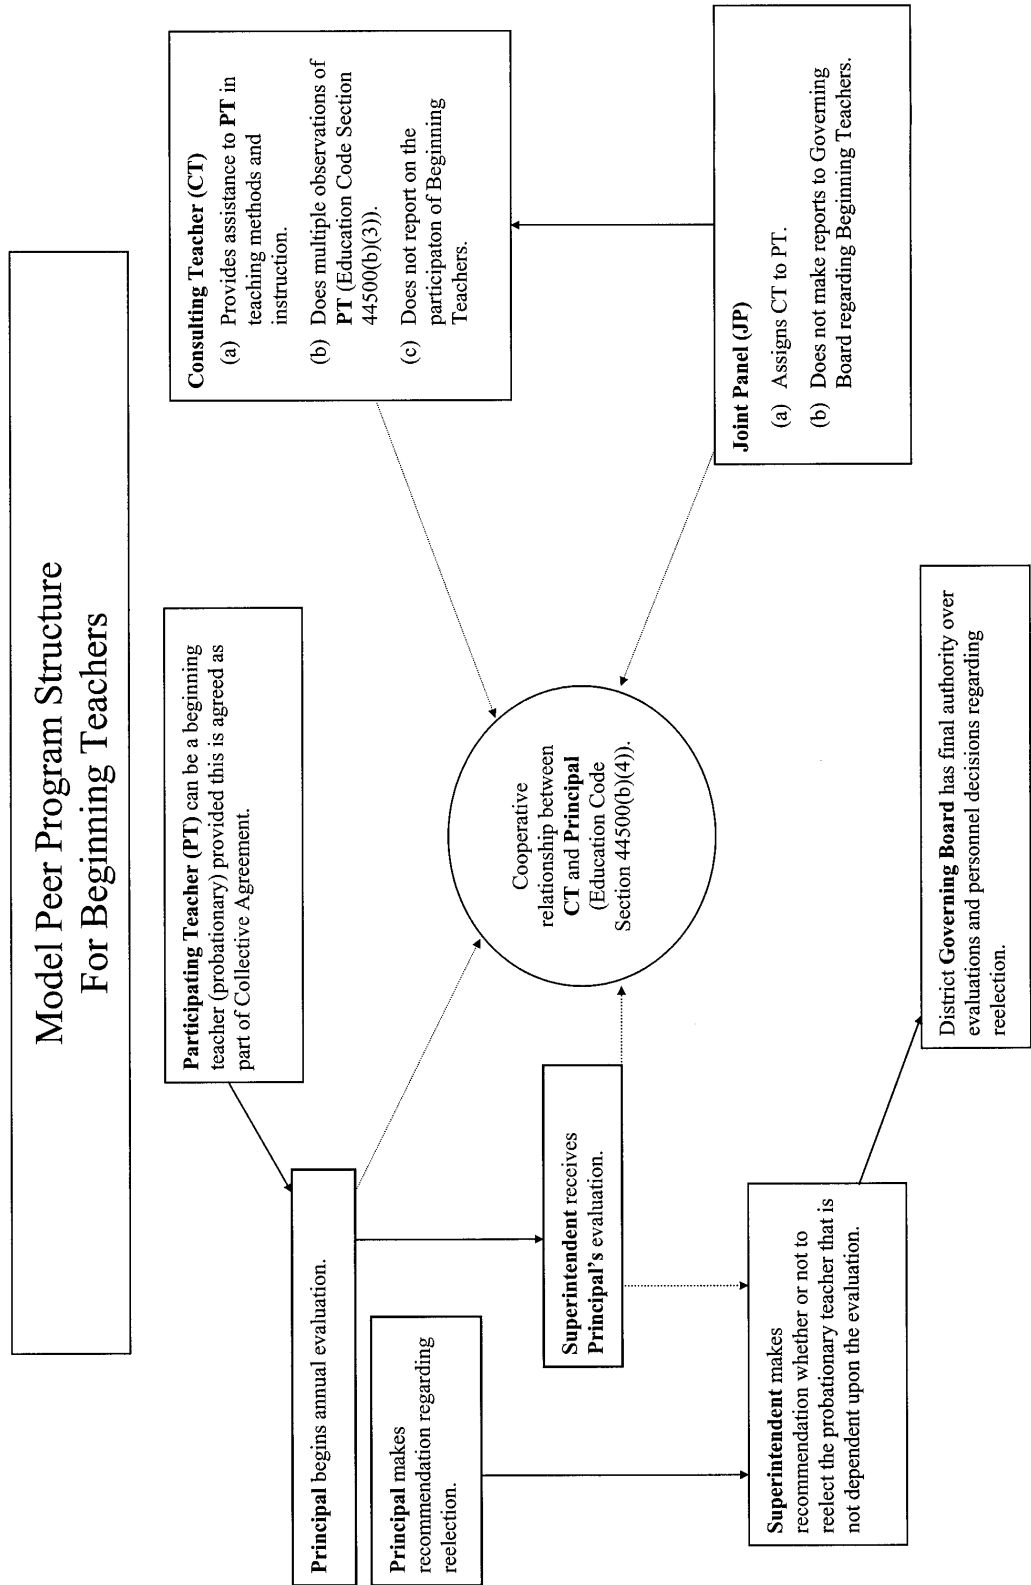 Model Peer Program Structure
For Beginning Teachers
Participating Teacher (PT) can be a beginning
teacher (probationary) provided this is agreed as
part of Collective Agreement.
Principal begins annual evaluation.
Principal makes
recommendation regarding
reelection.
Superintendent receives
Principal's evaluation.
Superintendent makes
recommendation whether or not to
reelect the probationary teacher that is
not dependent upon the evaluation.
Cooperative
relationship between
CT and Principal
(Education Code
Section 44500(b)(4)).
District Governing Board has final authority over
evaluations and personnel decisions regarding
reelection.
Consulting Teacher (CT)
(a) Provides assistance to PT in
teaching methods and
instruction.
(b) Does multiple observations of
PT (Education Code Section
44500(b)(3)).
(c) Does not report on the
participaton of Beginning
Teachers.
Joint Panel (JP)
(a) Assigns CT to PT.
(b) Does not make reports to Governing
Board regarding Beginning Teachers.